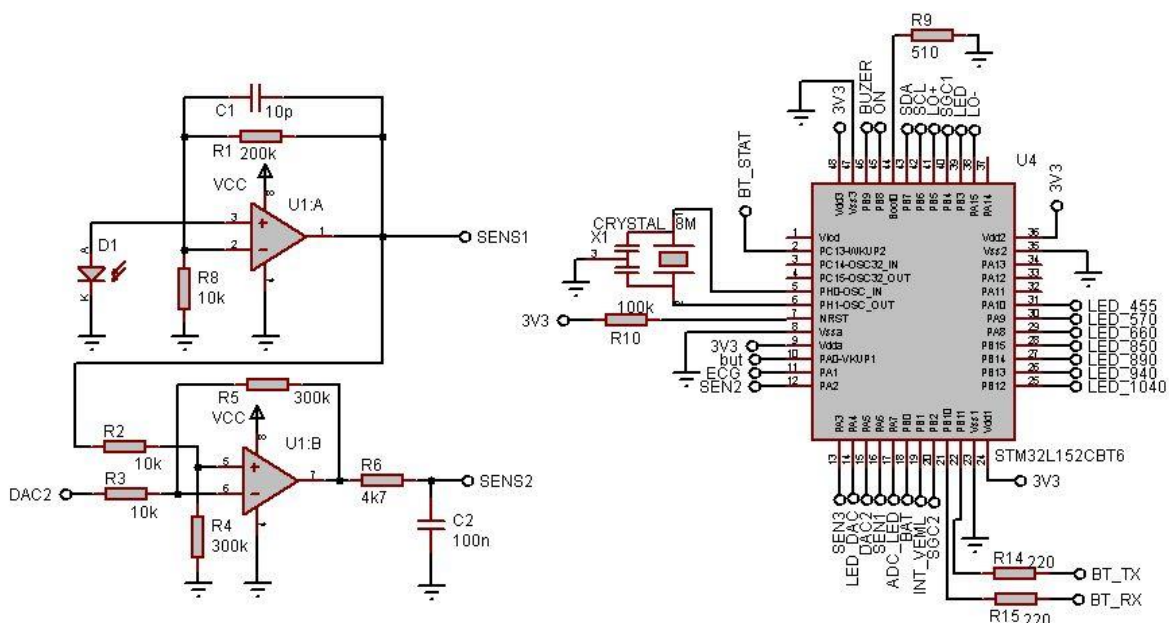 C1
10p
R1
200k
VCC
8
U1:A
3
2
1
4
SENS1
A
D1
K
R8
10k
R5
300k
VCC
8
U1:B
R2
10k
5
6
7
4
R6
4k7
SENS2
DAC2
R3
10k
R4
300k
C2
100n
R9
510
3V3
BUZER
ON
SDA
SCL
LO+
SGC1
LED
LO-
48
47
46
45
44
43
42
41
40
39
38
37
U4
Vdd3
Vss3
PB9
PB8
Boot0
PB7
PB6
PB5
PB4
PB3
PA15
PA14
BT_STAT
3V3
CRYSTAL 8M
X1
1
3
2
100k
3V3
R10
3V3
but
ECG
SEN2
1 Vlcd
2 PC13-WKUP2
3 PC14-OSC32_IN
4 PC15-OSC32_OUT
5 PH0-OSC_IN
6 PH1-OSC_OUT
7 NRST
8 Vssa
9 Vdda
10 PA0-VKUP1
11 PA1
12 PA2
Vdd2 36
Vss2 35
PA13 34
PA12 33
PA11 32
PA10 31 LED_455
PA9 30 LED_570
PA8 29 LED_660
PB15 28 LED_850
PB14 27 LED_890
PB13 26 LED_940
PB12 25 LED_1040
PA3
PA4
PA5
PA6
PA7
PB0
PB1
PB2
PB10
PB11
Vss1
Vdd1
13
14
15
16
17
18
19
20
21
22
23
24
STM32L152CBT6
3V3
SEN3
LED_DAC
DAC2
SEN1
ADC_LED
BAT
INT_VEML
SGC2
R14
220
BT_TX
R15
220
BT_RX